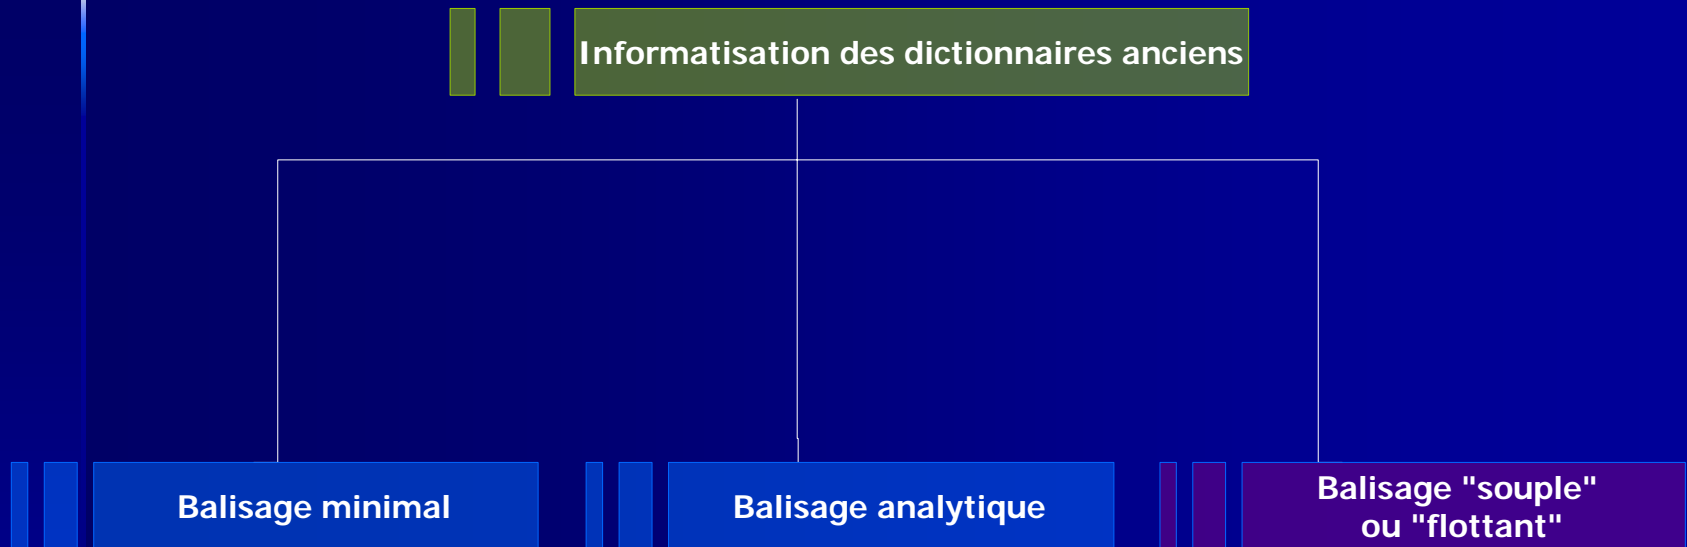 Informatisation des dictionnaires anciens
Balisage minimal
Balisage analytique
Balisage "souple"
ou "flottant"